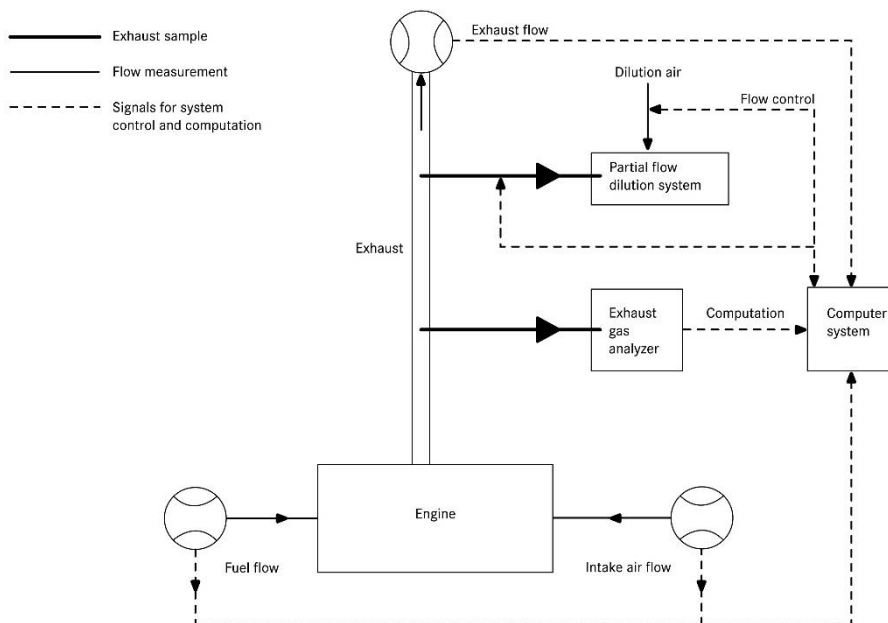 Exhaust sample
Flow measurement
Signals for system
control and computation
Exhaust flow
Dilution air
Flow control
Partial flow
dilution system
Exhaust
Exhaust
gas
analyzer
Computation
Computer
system
Engine
Fuel flow
Intake air flow